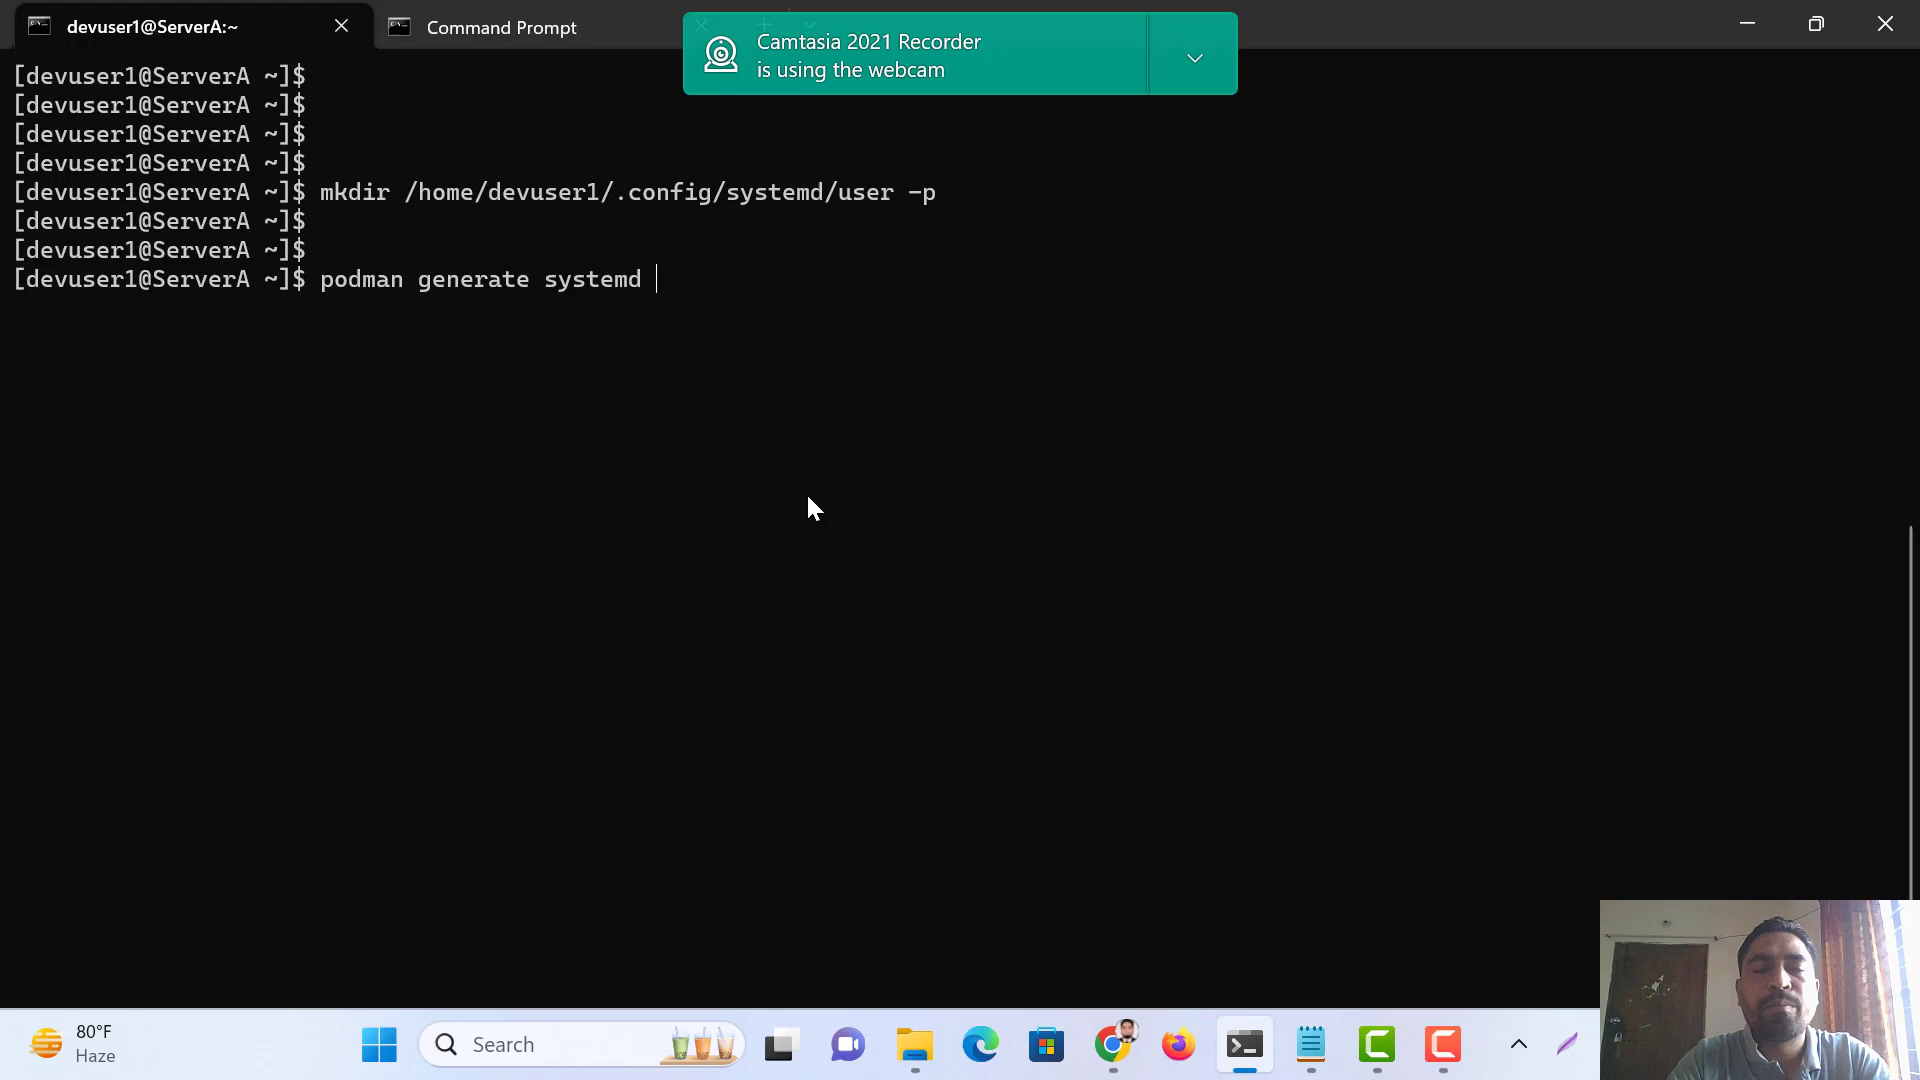 devuser1@ServerA:~
Command Prompt
Camtasia 2021 Recorder
is using the webcam
[devuser1@ServerA ~]$
[devuser1@ServerA ~]$
[devuser1@ServerA ~]$
[devuser1@ServerA ~]$
[devuser1@ServerA ~]$ mkdir /home/devuser1/.config/systemd/user -p
[devuser1@ServerA ~]$
[devuser1@ServerA ~]$
[devuser1@ServerA ~]$ podman generate systemd
80°F
Haze
Search